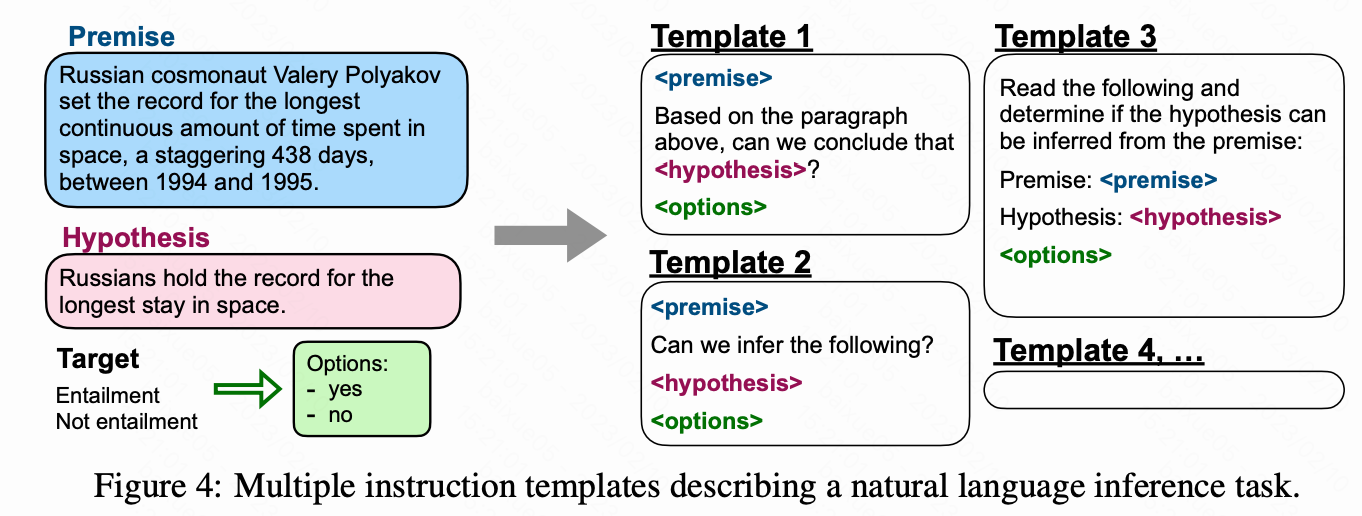 Premise
Russian cosmonaut Valery Polyakov
set the record for the longest
continuous amount of time spent in
space, a staggering 438 days,
between 1994 and 1995.
Hypothesis
Russians hold the record for the
longest stay in space.
Target
Entailment
Not entailment
Options:
- yes
- no
Template 1
<premise>
Based on the paragraph
above, can we conclude that
<hypothesis>?
<options>
Template 2
<premise>
Can we infer the following?
<hypothesis>
<options>
Template 3
Read the following and
determine if the hypothesis can
be inferred from the premise:
Premise: <premise>
Hypothesis: <hypothesis>
<options>
Template 4, ...
Figure 4: Multiple instruction templates describing a natural language inference task.